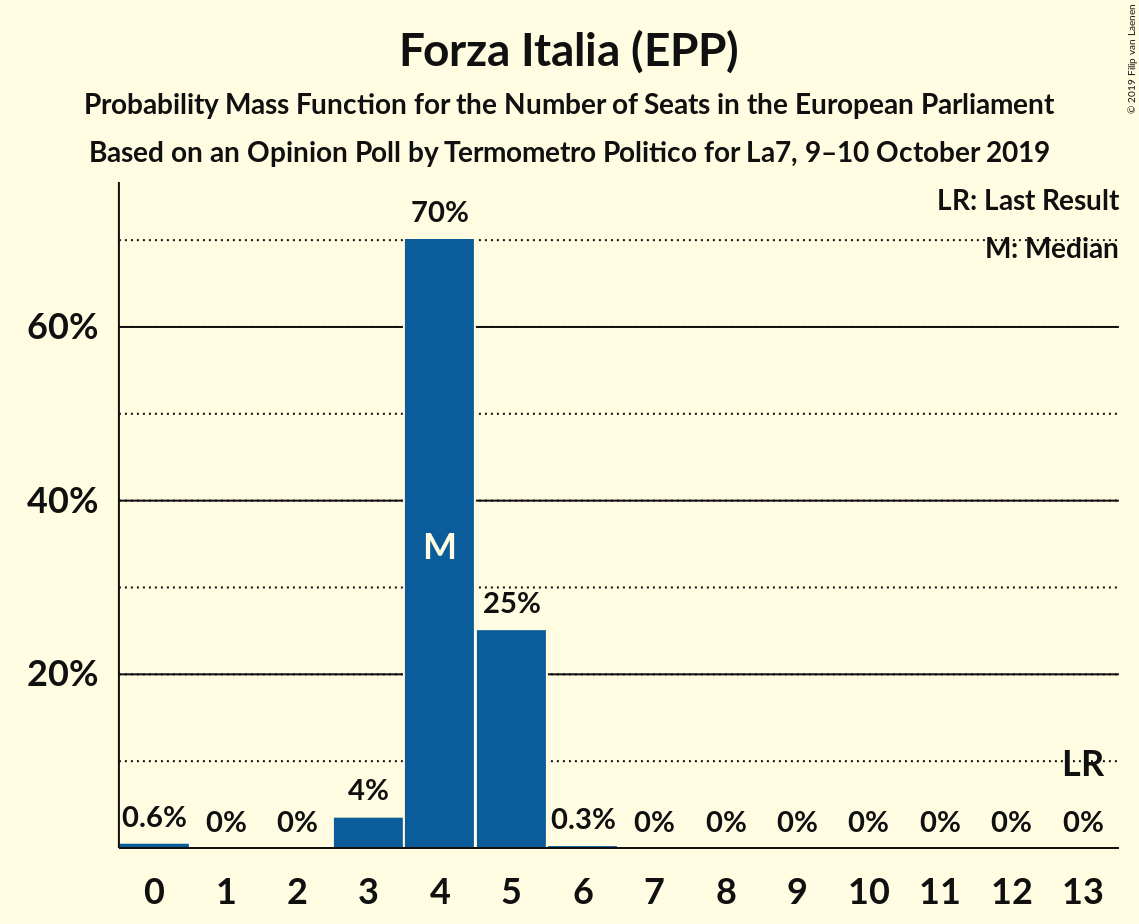 Forza Italia (EPP)
Probability Mass Function for the Number of Seats in the European Parliament
Based on an Opinion Poll by Termometro Politico for La7, 9–10 October 2019
© 2019 Filip van Laenen
LR: Last Result
M: Median
70%
60%
40%
M
25%
20%
LR
4%
0.6% 0% 0% 0.3% 0% 0% 0% 0% 0% 0% 0%
0 1 2 3 4 5 6 7 8 9 10 11 12 13